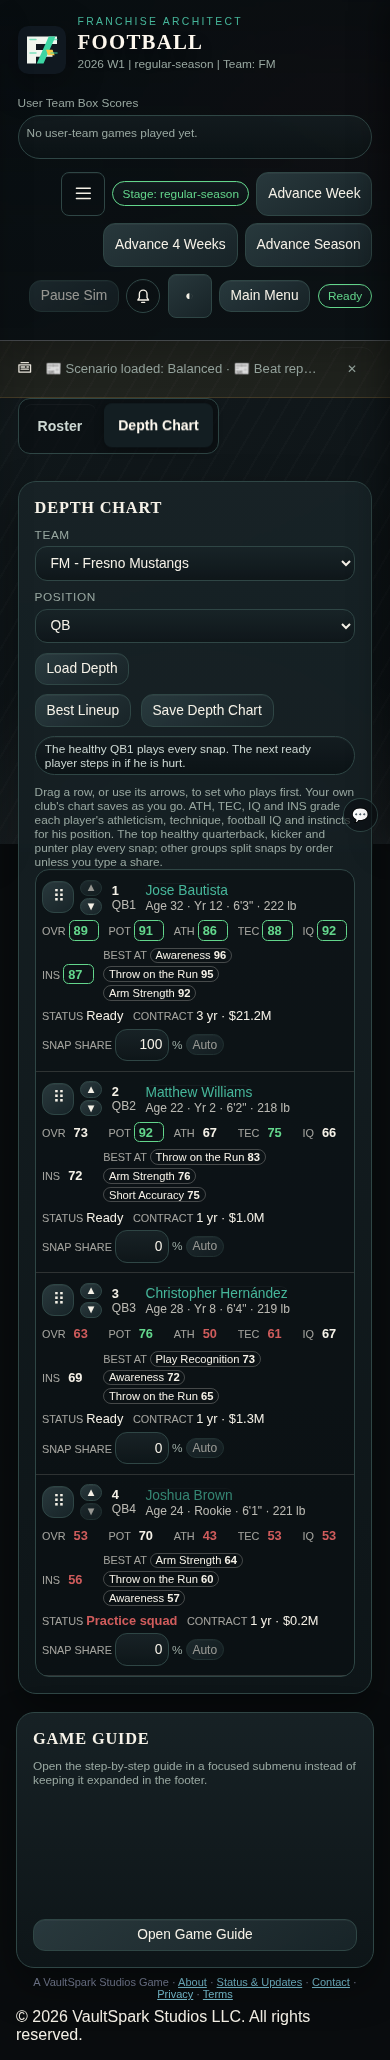 FRANCHISE ARCHITECT
FOOTBALL
2026 W1 | regular-season | Team: FM
User Team Box Scores
No user-team games played yet.
Stage: regular-season
Advance Week
Advance 4 Weeks
Advance Season
Pause Sim
Main Menu
Ready
📰 Scenario loaded: Balanced · 📰 Beat rep…
×
Roster
Depth Chart
DEPTH CHART
TEAM
FM - Fresno Mustangs
POSITION
QB
Load Depth
Best Lineup
Save Depth Chart
The healthy QB1 plays every snap. The next ready
player steps in if he is hurt.
Drag a row, or use its arrows, to set who plays first. Your own
club's chart saves as you go. ATH, TEC, IQ and INS grade
each player's athleticism, technique, football IQ and instincts
for his position. The top healthy quarterback, kicker and
punter play every snap; other groups split snaps by order
unless you type a share.
1 Jose Bautista
QB1 Age 32 · Yr 12 · 6'3" · 222 lb
OVR 89 POT 91 ATH 86 TEC 88 IQ 92
INS 87
BEST AT Awareness 96
Throw on the Run 95
Arm Strength 92
STATUS Ready CONTRACT 3 yr · $21.2M
SNAP SHARE 100 % Auto
2 Matthew Williams
QB2 Age 22 · Yr 2 · 6'2" · 218 lb
OVR 73 POT 92 ATH 67 TEC 75 IQ 66
INS 72
BEST AT Throw on the Run 83
Arm Strength 76
Short Accuracy 75
STATUS Ready CONTRACT 1 yr · $1.0M
SNAP SHARE 0 % Auto
3 Christopher Hernández
QB3 Age 28 · Yr 8 · 6'4" · 219 lb
OVR 63 POT 76 ATH 50 TEC 61 IQ 67
INS 69
BEST AT Play Recognition 73
Awareness 72
Throw on the Run 65
STATUS Ready CONTRACT 1 yr · $1.3M
SNAP SHARE 0 % Auto
4 Joshua Brown
QB4 Age 24 · Rookie · 6'1" · 221 lb
OVR 53 POT 70 ATH 43 TEC 53 IQ 53
INS 56
BEST AT Arm Strength 64
Throw on the Run 60
Awareness 57
STATUS Practice squad CONTRACT 1 yr · $0.2M
SNAP SHARE 0 % Auto
GAME GUIDE
Open the step-by-step guide in a focused submenu instead of
keeping it expanded in the footer.
Open Game Guide
A VaultSpark Studios Game · About · Status & Updates · Contact ·
Privacy · Terms
© 2026 VaultSpark Studios LLC. All rights
reserved.